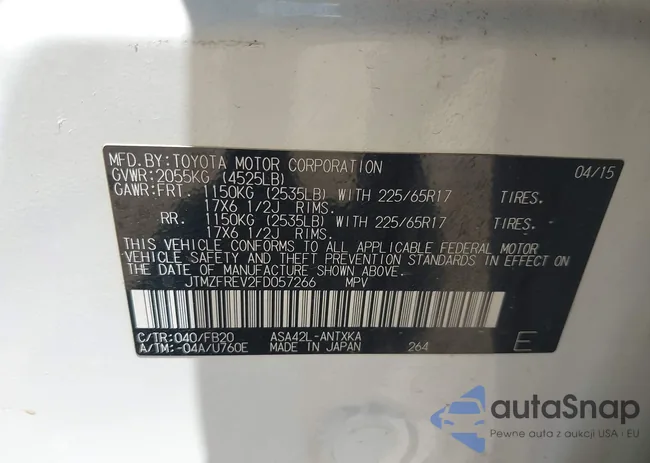 MFD.BY:TOYOTA MOTOR CORPORATION 04/15
GVWR:2055KG (4525LB)
GAWR:FRT. 1150KG (2535LB) WITH 225/65R17 TIRES.
17X6 1/2J RIMS.
RR. 1150KG (2535LB) WITH 225/65R17 TIRES.
17X6 1/2J RIMS.
THIS VEHICLE CONFORMS TO ALL APPLICABLE FEDERAL MOTOR
VEHICLE SAFETY AND THEFT PREVENTION STANDARDS IN EFFECT
ON THE DATE OF MANUFACTURE SHOWN ABOVE.
JTMZFREV2FD057266 MPV
C/TR:040/FB20 ASA42L-ANTXKA
A/TM:-04A/U760E MADE IN JAPAN 264 E
autaSnap
Pewne auta z aukcji USA i EU